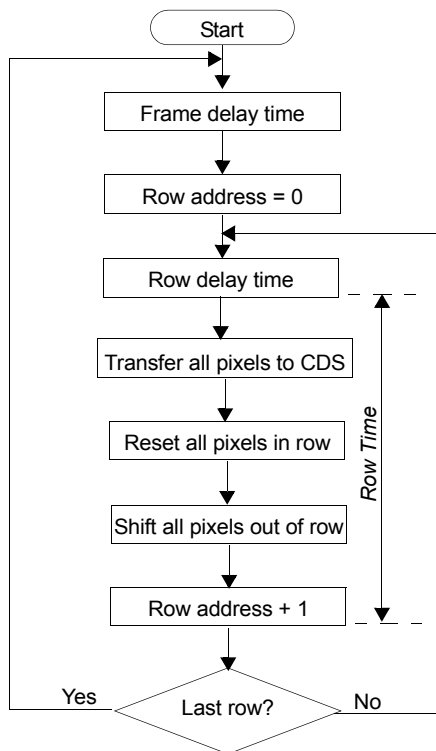 Start
Frame delay time
Row address = 0
Row delay time
Transfer all pixels to CDS
Reset all pixels in row
Row Time
Shift all pixels out of row
Row address + 1
Yes
Last row?
No